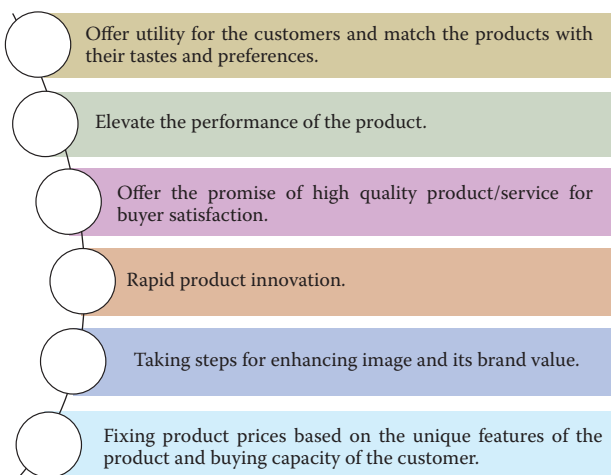 Offer utility for the customers and match the products with
their tastes and preferences.
Elevate the performance of the product.
Offer the promise of high quality product/service for
buyer satisfaction.
Rapid product innovation.
Taking steps for enhancing image and its brand value.
Fixing product prices based on the unique features of the
product and buying capacity of the customer.